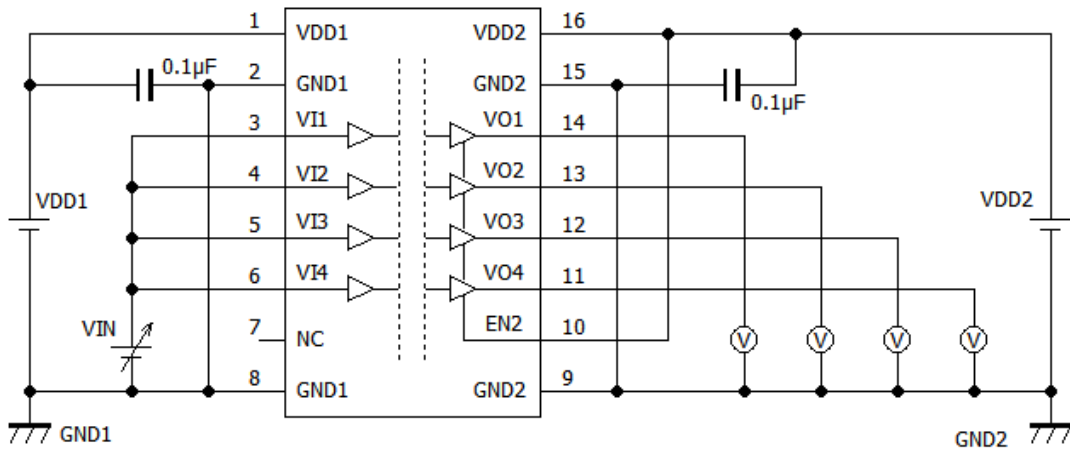 1 VDD1 VDD2 16
0.1µF 2 GND1 GND2 15 0.1µF
3 VI1 VO1 14
4 VI2 VO2 13
VDD1 VDD2
5 VI3 VO3 12
6 VI4 VO4 11
VIN 7 NC EN2 10 V V V V
8 GND1 GND2 9
GND1 GND2